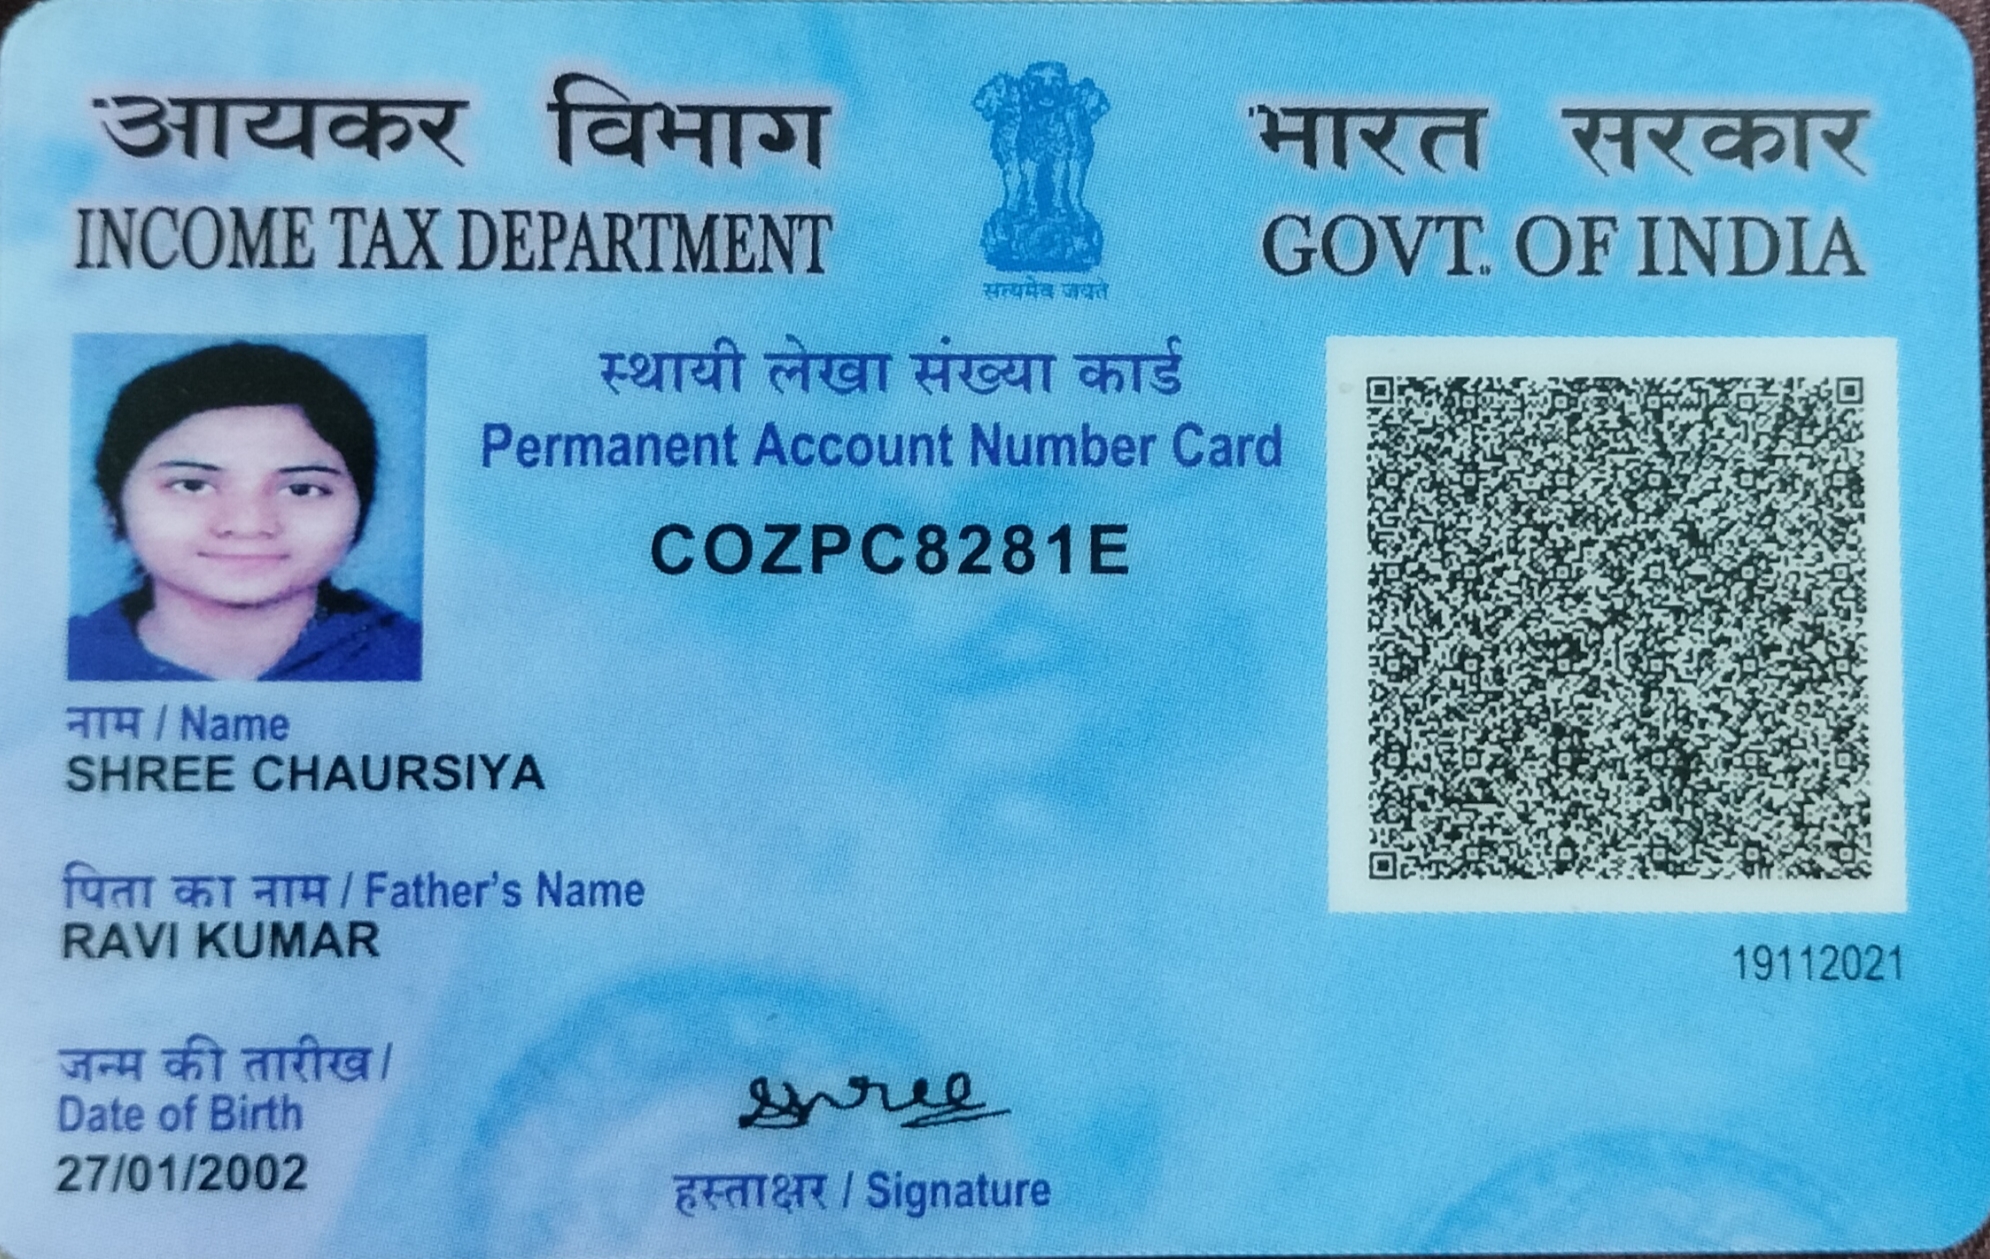 आयकर विभाग
INCOME TAX DEPARTMENT
सत्यमेव जयते
भारत सरकार
GOVT. OF INDIA
स्थायी लेखा संख्या कार्ड
Permanent Account Number Card
COZPC8281E
नाम / Name
SHREE CHAURSIYA
पिता का नाम / Father's Name
RAVI KUMAR
19112021
जन्म की तारीख /
Date of Birth
27/01/2002
Shree
हस्ताक्षर / Signature